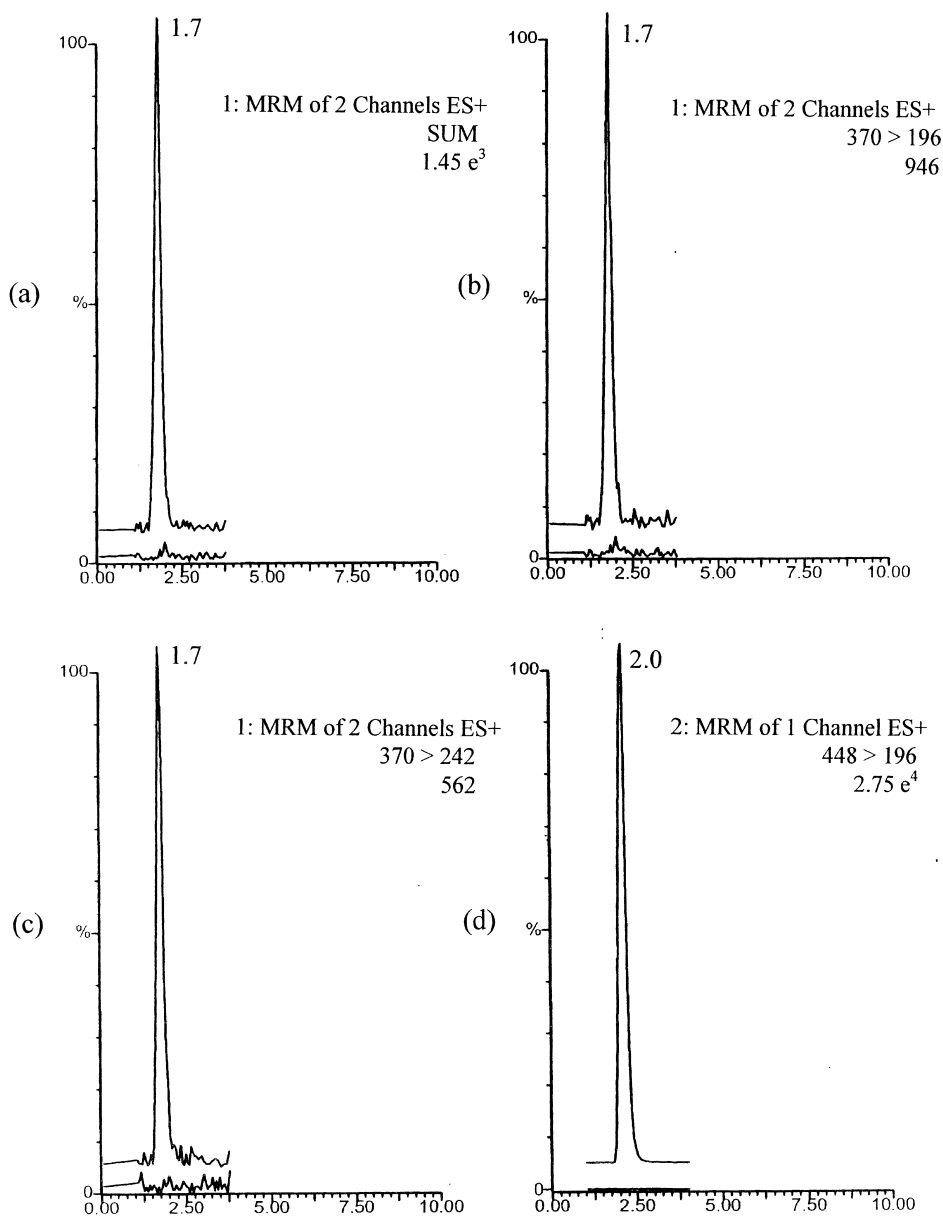 1.7
100
1: MRM of 2 Channels ES+
SUM
1.45 e³
(a)
%
0
0.00 2.50 5.00 7.50 10.00
1.7
100
1: MRM of 2 Channels ES+
370 > 196
946
(b)
%
0
0.00 2.50 5.00 7.50 10.00
1.7
100
1: MRM of 2 Channels ES+
370 > 242
562
(c)
%
0
0.00 2.50 5.00 7.50 10.00
2.0
100
2: MRM of 1 Channel ES+
448 > 196
2.75 e⁴
(d)
%
0
0.00 2.50 5.00 7.50 10.00